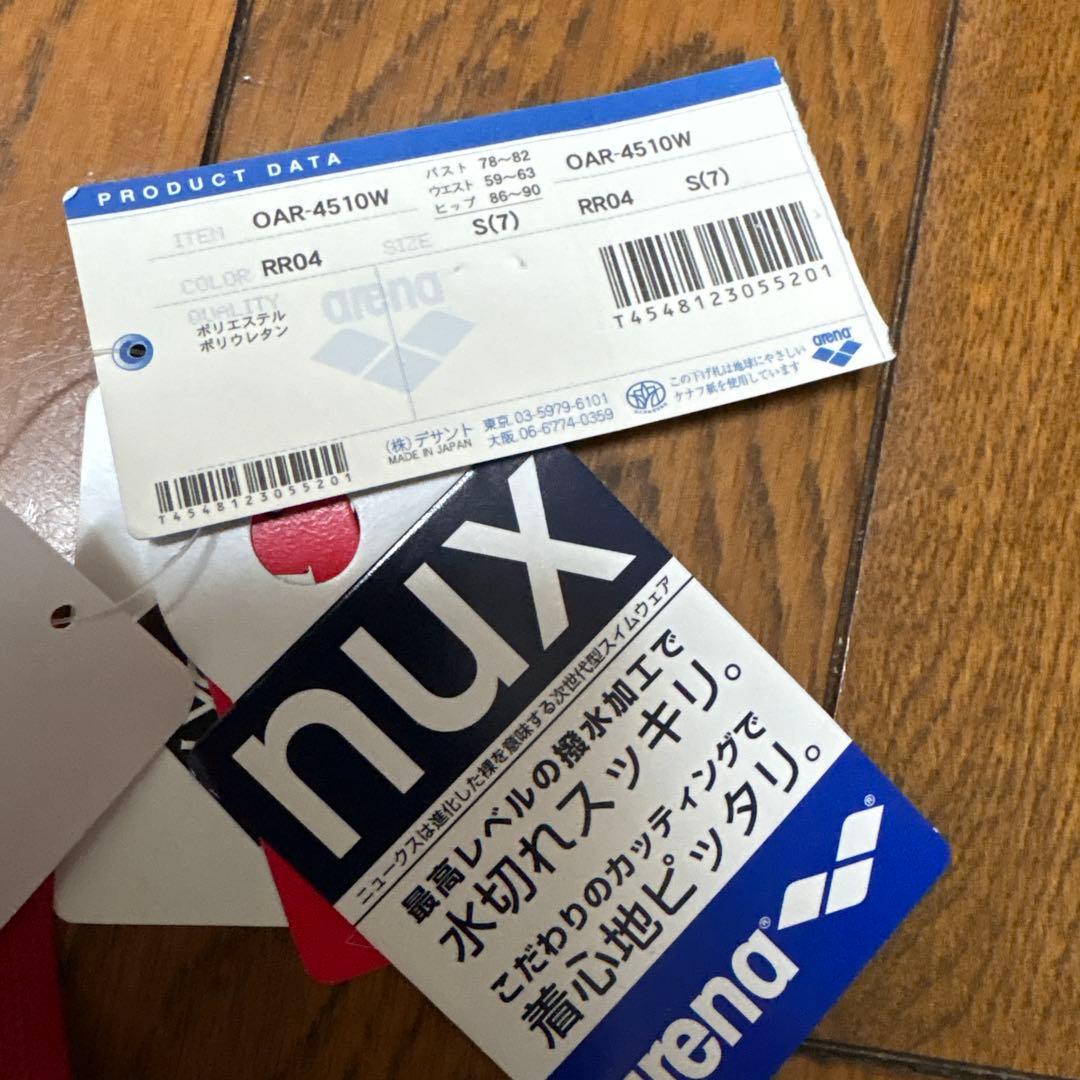 PRODUCT DATA
ITEM OAR-4510W
バスト 78～82
ウエスト 59～63
ヒップ 86～90
OAR-4510W
COLOR RR04
SIZE S(7)
RR04 S(7)
QUALITY
ポリエステル
ポリウレタン
arena
T4548123055201
arena
この下げ札は地球にやさしい
ケナフ紙を使用しています
(株)デサント 東京 03-5979-6101
MADE IN JAPAN 大阪 06-6774-0359
T4548123055201
nux
ニュークスは進化した裸を意味する次世代型スイムウェア
最高レベルの撥水加工で
水切れスッキリ。
こだわりのカッティングで
着心地ピッタリ。
arena®